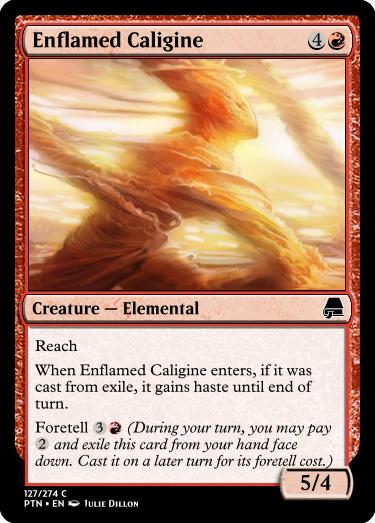 Enflamed Caligine 4
Creature — Elemental
Reach
When Enflamed Caligine enters, if it was
cast from exile, it gains haste until end of
turn.
Foretell 3 (During your turn, you may pay
2 and exile this card from your hand face
down. Cast it on a later turn for its foretell cost.)
5/4
127/274 C
PTN • EN JULIE DILLON